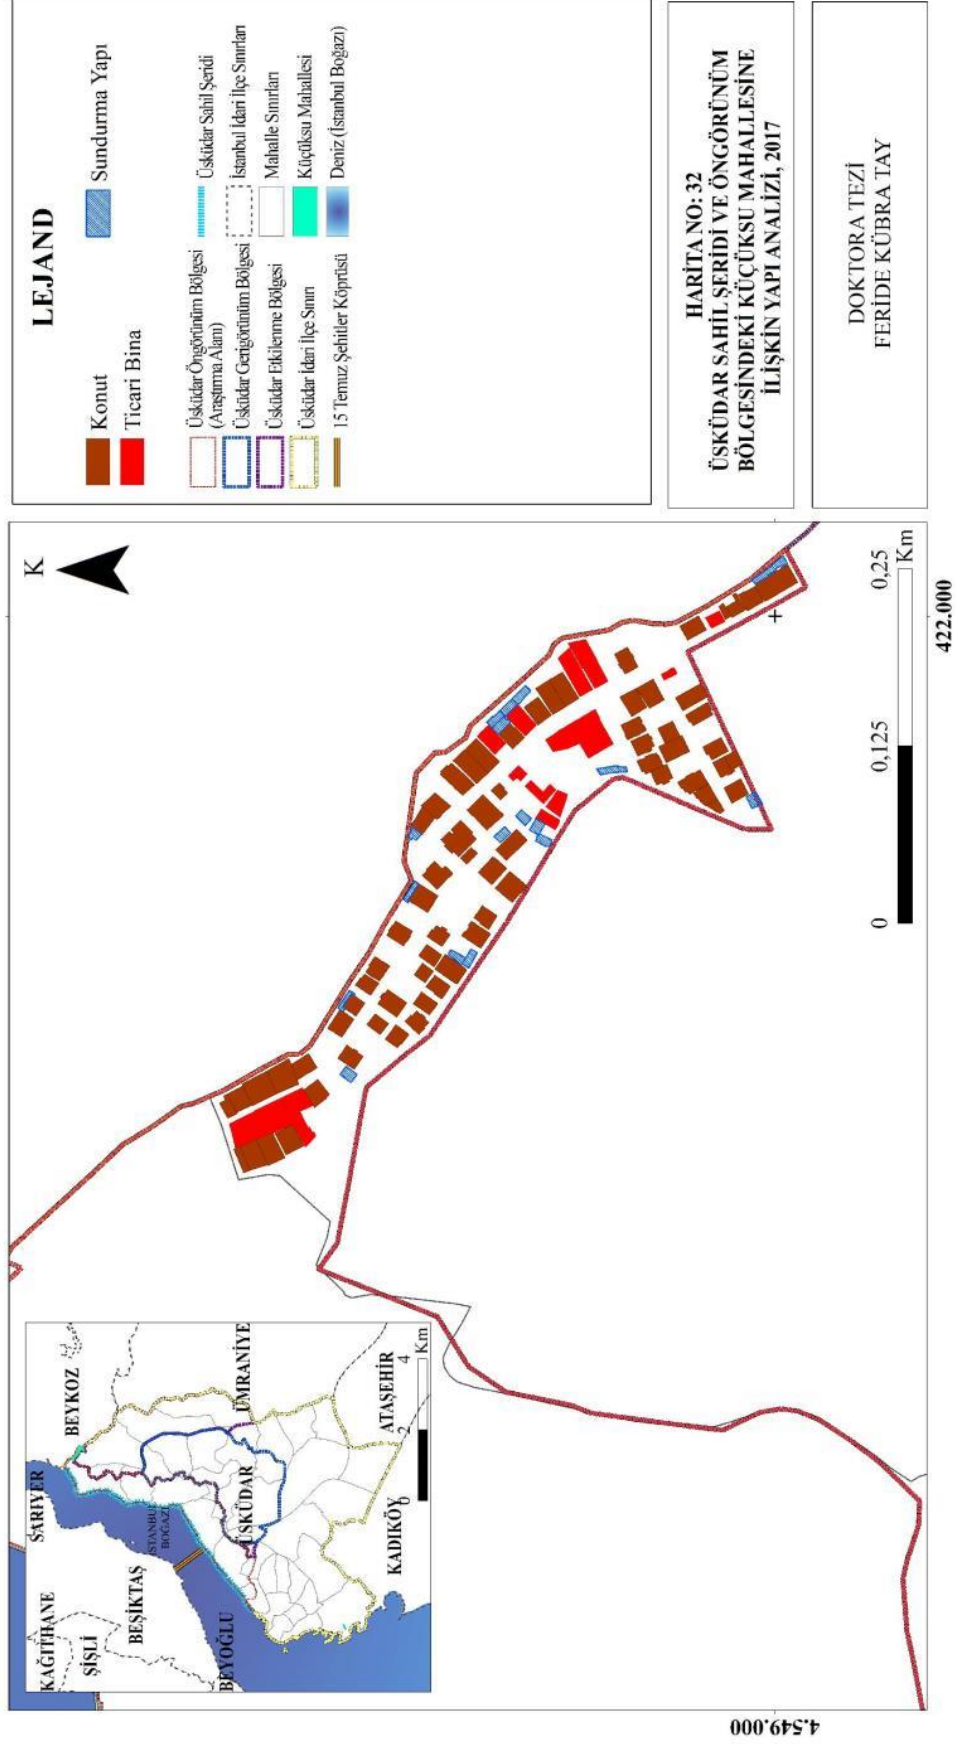 KAĞITHANE
ŞİŞLİ
BEŞİKTAŞ
BEYOĞLU
SARIYER
BEYKOZ
İSTANBUL
BOĞAZI
ÜSKÜDAR
ÜMRANİYE
KADIKÖY
ATAŞEHİR
0
2
4
Km
K
0
0,125
0,25
Km
4.549.000
422.000
LEJAND
Konut
Ticari Bina
Sundurma Yapı
Üsküdar Öngörünüm Bölgesi
(Araştırma Alanı)
Üsküdar Gerigörünüm Bölgesi
Üsküdar Etkilenme Bölgesi
Üsküdar İdari İlçe Sınırı
15 Temuz Şehitler Köprüsü
Üsküdar Sahil Şeridi
İstanbul İdari İlçe Sınırları
Mahalle Sınırları
Küçüksu Mahallesi
Deniz (İstanbul Boğazı)
HARİTA NO: 32
ÜSKÜDAR SAHİL ŞERİDİ VE ÖNGÖRÜNÜM
BÖLGESİNDEKİ KÜÇÜKSU MAHALLESİNE
İLİŞKİN YAPI ANALİZİ, 2017
DOKTORA TEZİ
FERİDE KÜBRA TAY